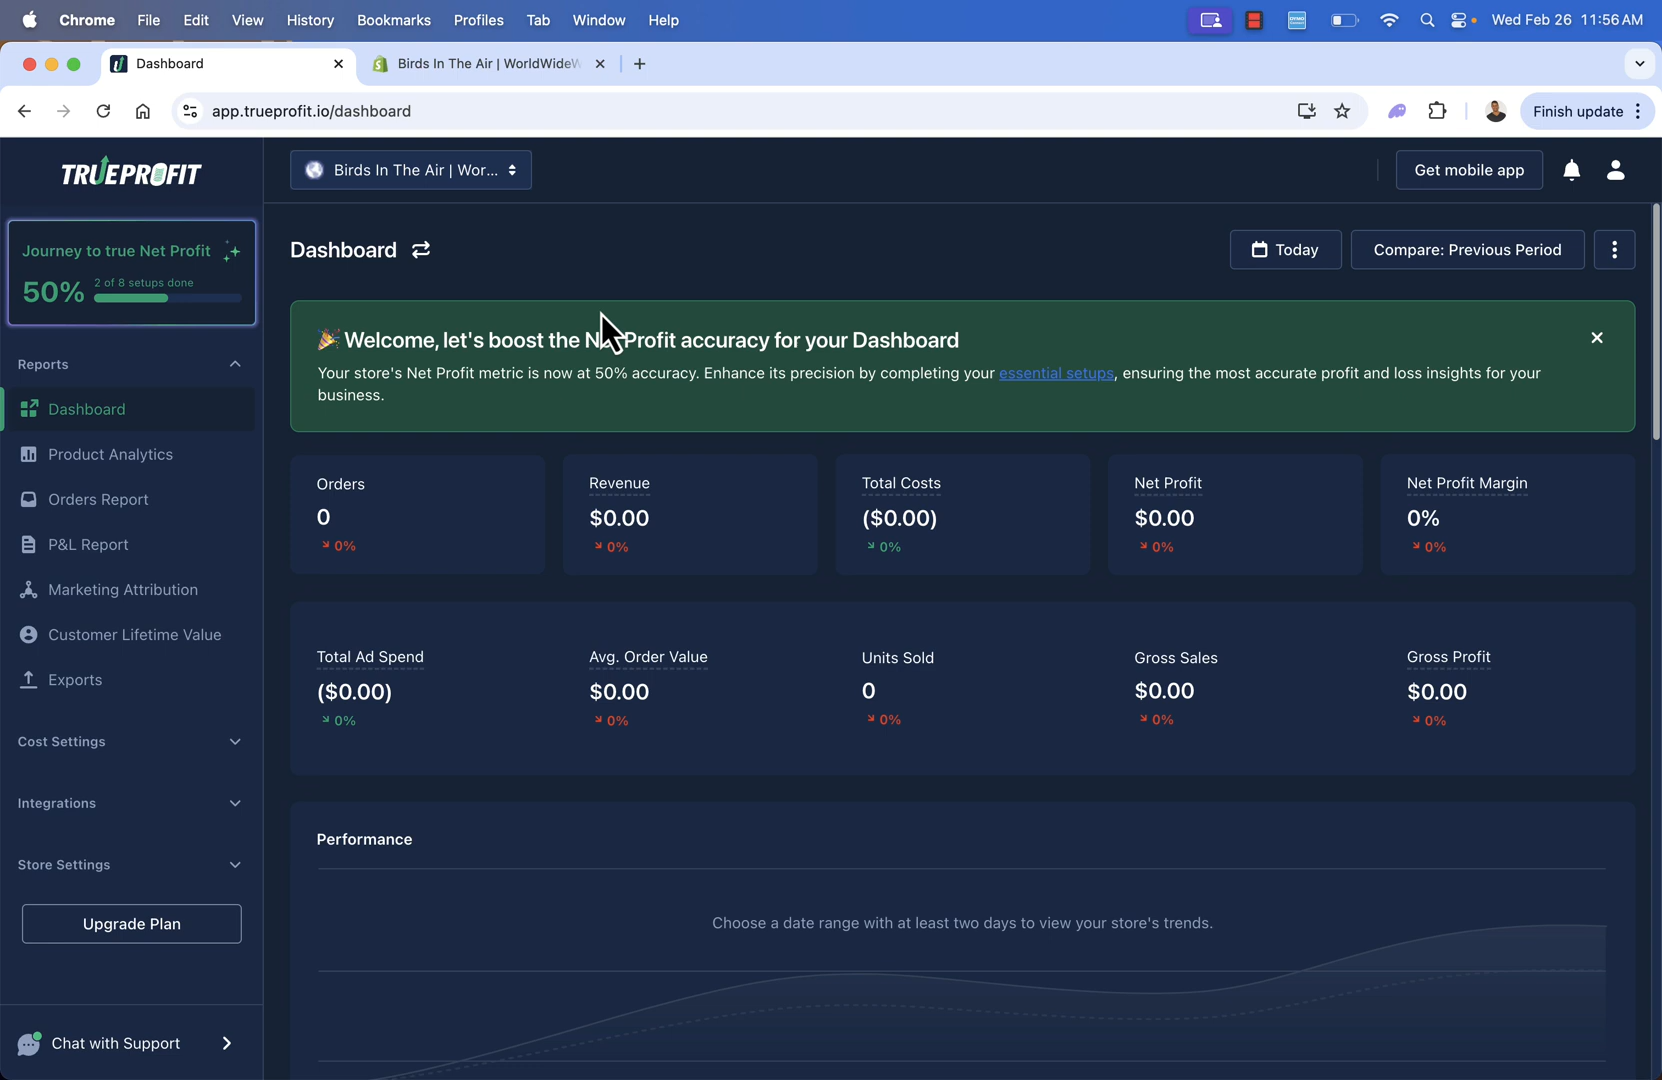 Chrome File Edit View History Bookmarks Profiles Tab Window Help
Wed Feb 26 11:56 AM
Dashboard
Birds In The Air | WorldWideW
app.trueprofit.io/dashboard
Finish update
TRUEPROFIT
Birds In The Air | Wor...
Get mobile app
Journey to true Net Profit
50%
2 of 8 setups done
Reports
Dashboard
Product Analytics
Orders Report
P&L Report
Marketing Attribution
Customer Lifetime Value
Exports
Cost Settings
Integrations
Store Settings
Upgrade Plan
Chat with Support
Dashboard
Today
Compare: Previous Period
Welcome, let's boost the Profit accuracy for your Dashboard
Your store's Net Profit metric is now at 50% accuracy. Enhance its precision by completing your essential setups, ensuring the most accurate profit and loss insights for your
business.
Orders
0
0%
Revenue
$0.00
0%
Total Costs
($0.00)
0%
Net Profit
$0.00
0%
Net Profit Margin
0%
0%
Total Ad Spend
($0.00)
0%
Avg. Order Value
$0.00
0%
Units Sold
0
0%
Gross Sales
$0.00
0%
Gross Profit
$0.00
0%
Performance
Choose a date range with at least two days to view your store's trends.